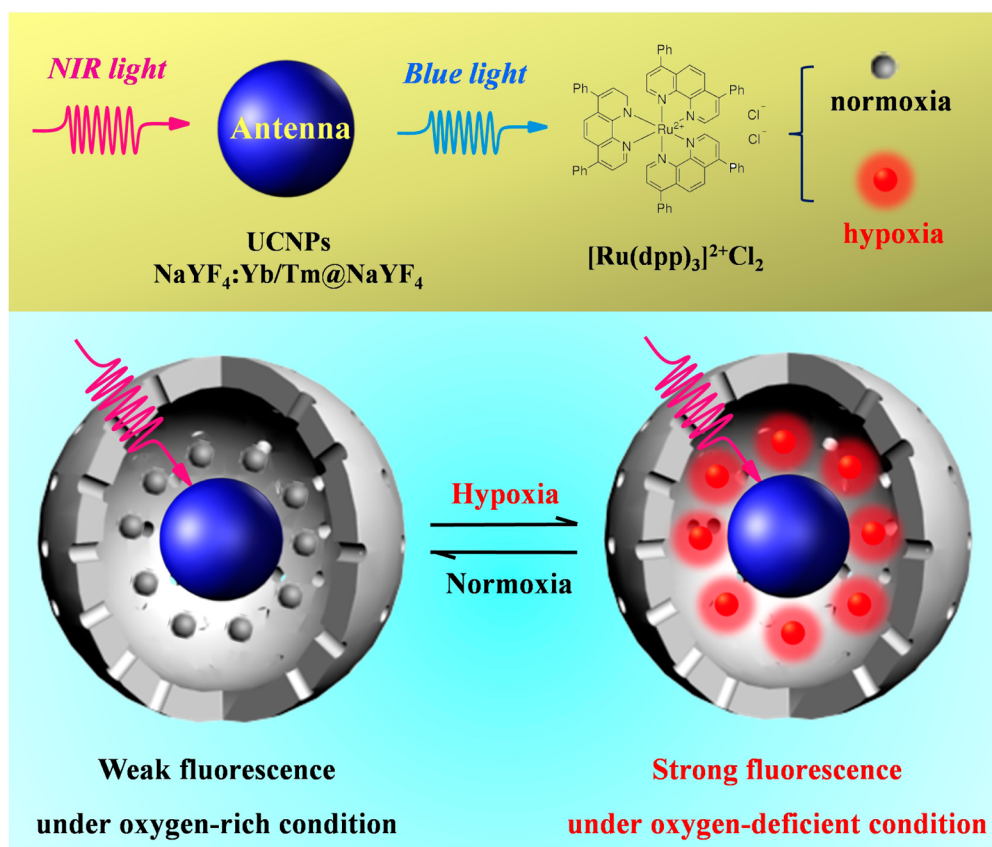 NIR light
Antenna
UCNPs
NaYF₄:Yb/Tm@NaYF₄
Blue light
Ph
Ph
Ph
Ph
Ph
Ph
N
N
N
N
N
N
Ru²⁺
Cl⁻
Cl⁻
[Ru(dpp)₃]²⁺Cl₂
normoxia
hypoxia
Hypoxia
Normoxia
Weak fluorescence
under oxygen-rich condition
Strong fluorescence
under oxygen-deficient condition